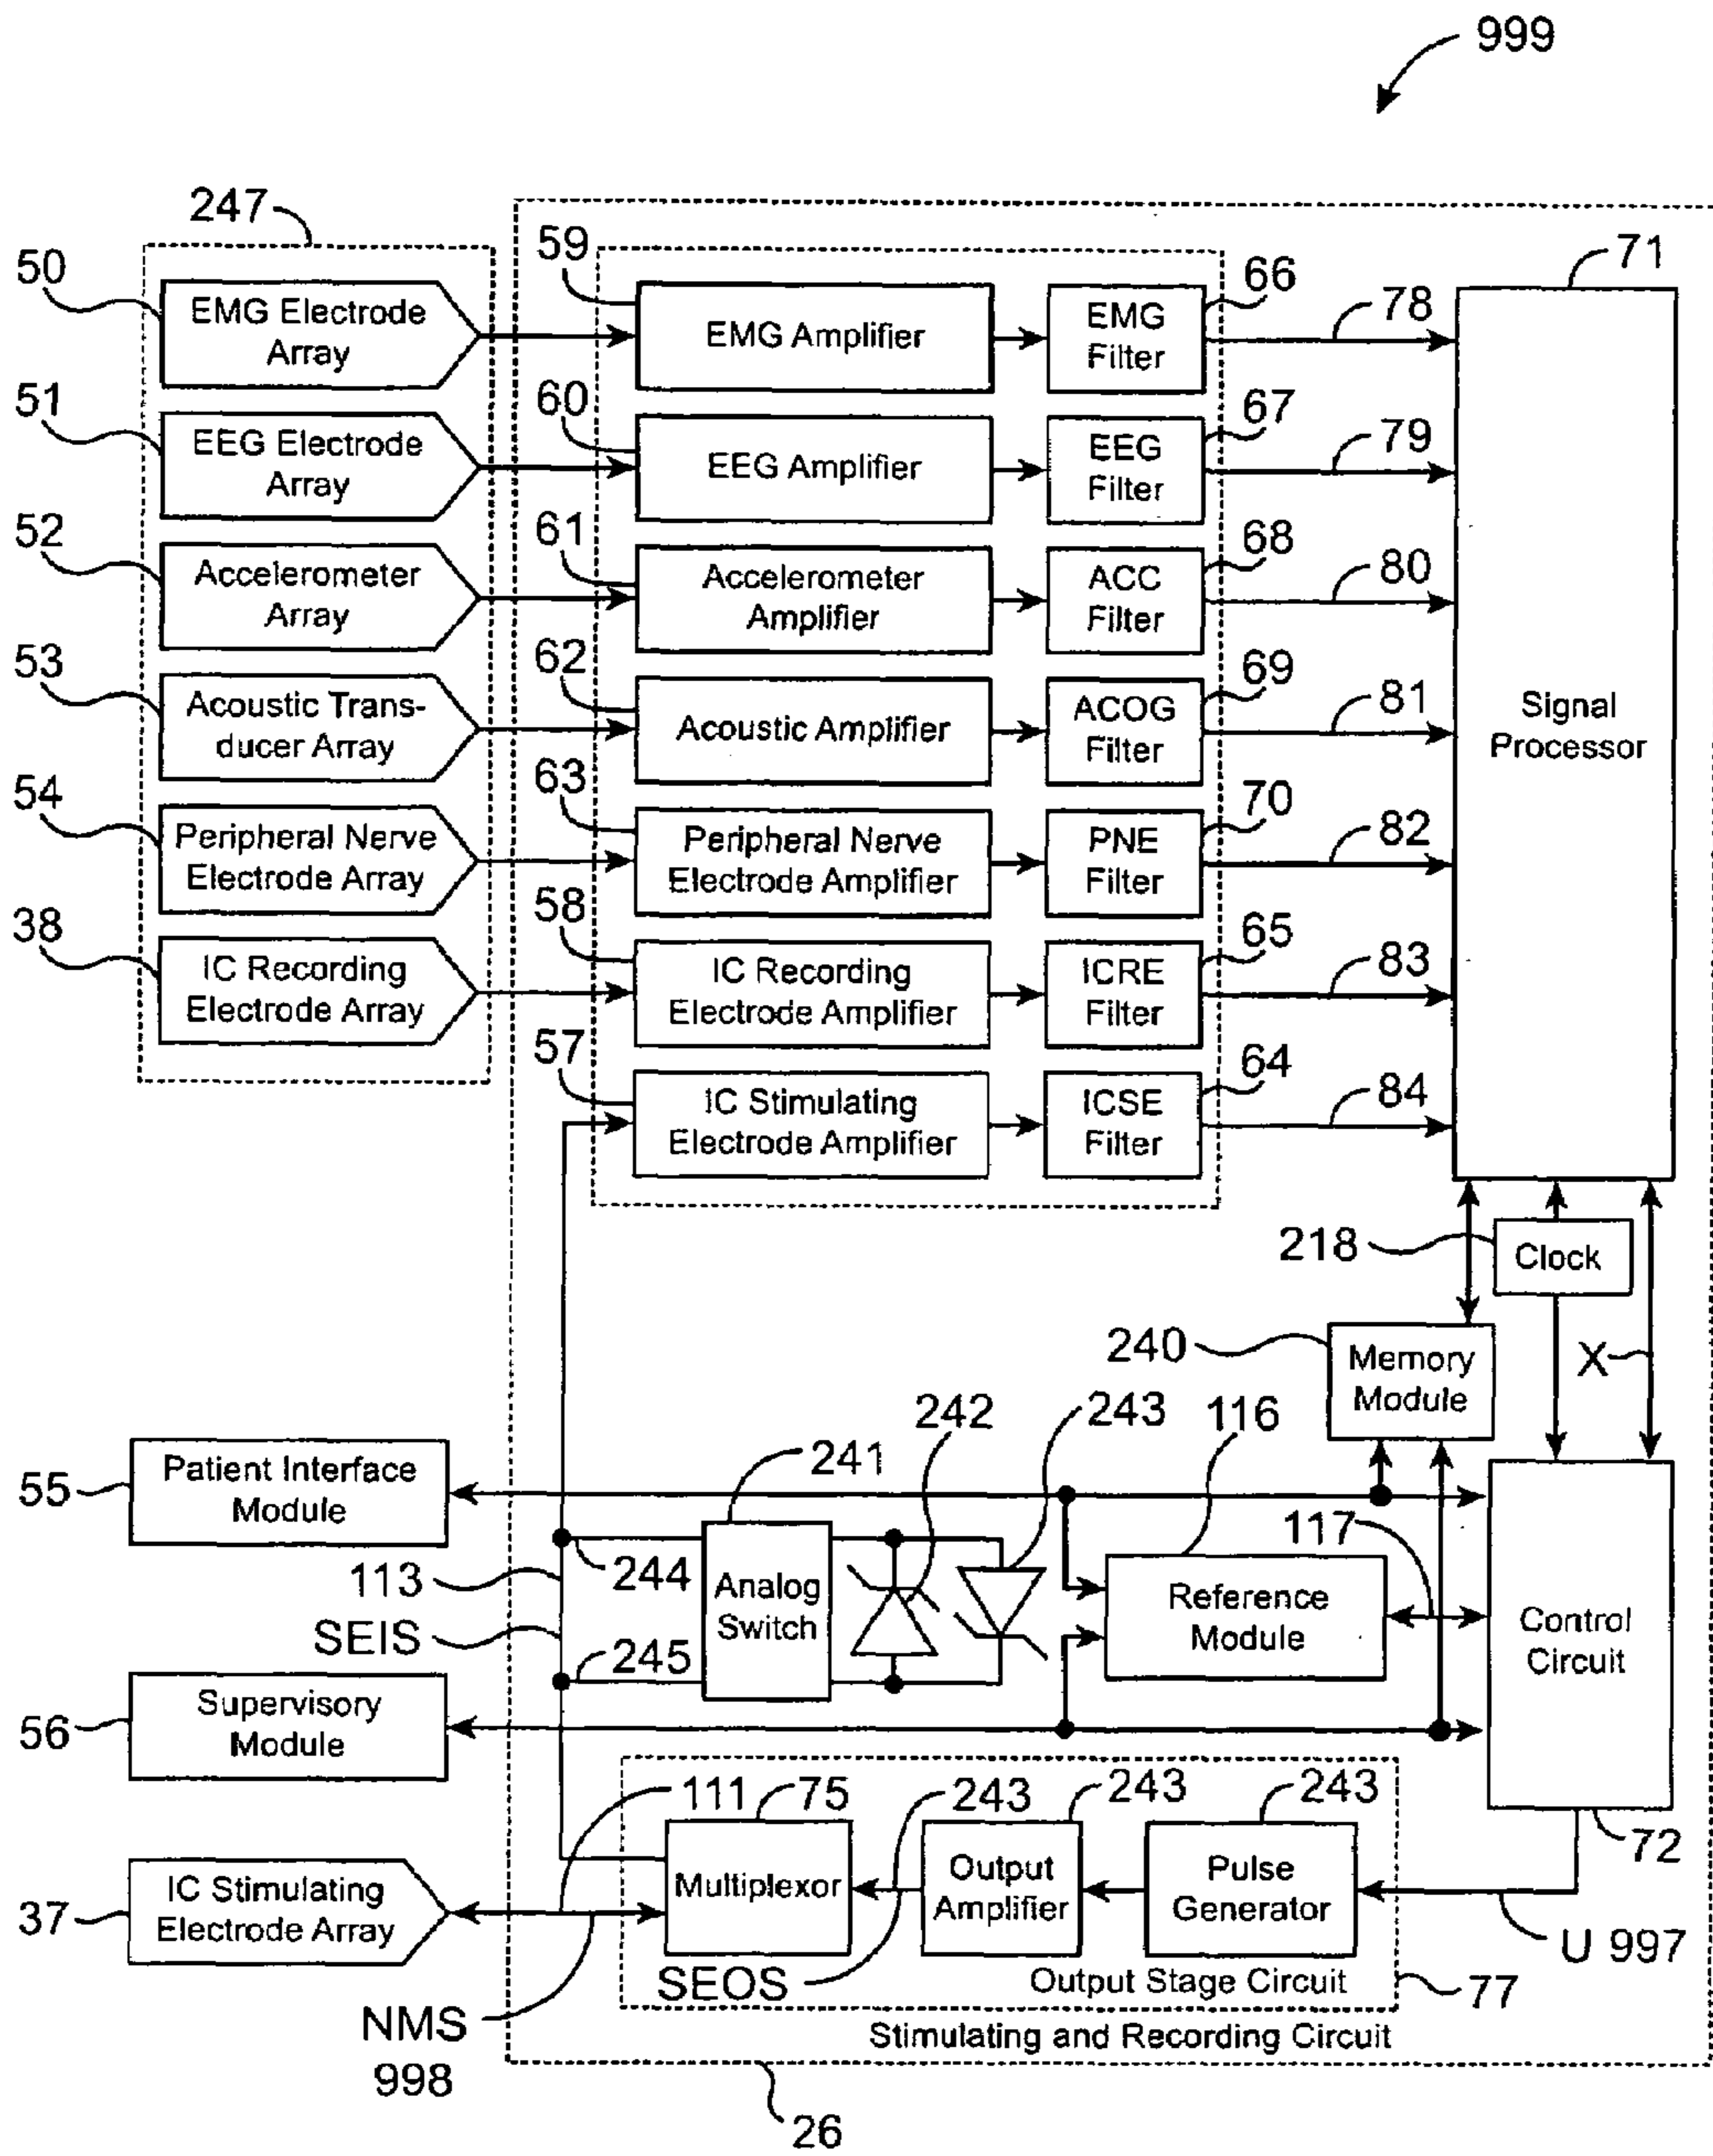 999
247
50
EMG Electrode
Array
59
EMG Amplifier
EMG
Filter
66
78
71
51
EEG Electrode
Array
60
EEG Amplifier
EEG
Filter
67
79
52
Accelerometer
Array
61
Accelerometer
Amplifier
ACC
Filter
68
80
53
Acoustic Trans-
ducer Array
62
Acoustic Amplifier
ACOG
Filter
69
81
Signal
Processor
54
Peripheral Nerve
Electrode Array
63
Peripheral Nerve
Electrode Amplifier
PNE
Filter
70
82
38
IC Recording
Electrode Array
58
IC Recording
Electrode Amplifier
ICRE
Filter
65
83
57
IC Stimulating
Electrode Amplifier
ICSE
Filter
64
84
218
Clock
240
Memory
Module
X
55
Patient Interface
Module
241
242
243
116
117
113
244
Analog
Switch
Reference
Module
Control
Circuit
SEIS
245
56
Supervisory
Module
111
75
243
243
243
72
37
IC Stimulating
Electrode Array
Multiplexor
Output
Amplifier
Pulse
Generator
U 997
SEOS
Output Stage Circuit
77
NMS
998
Stimulating and Recording Circuit
26